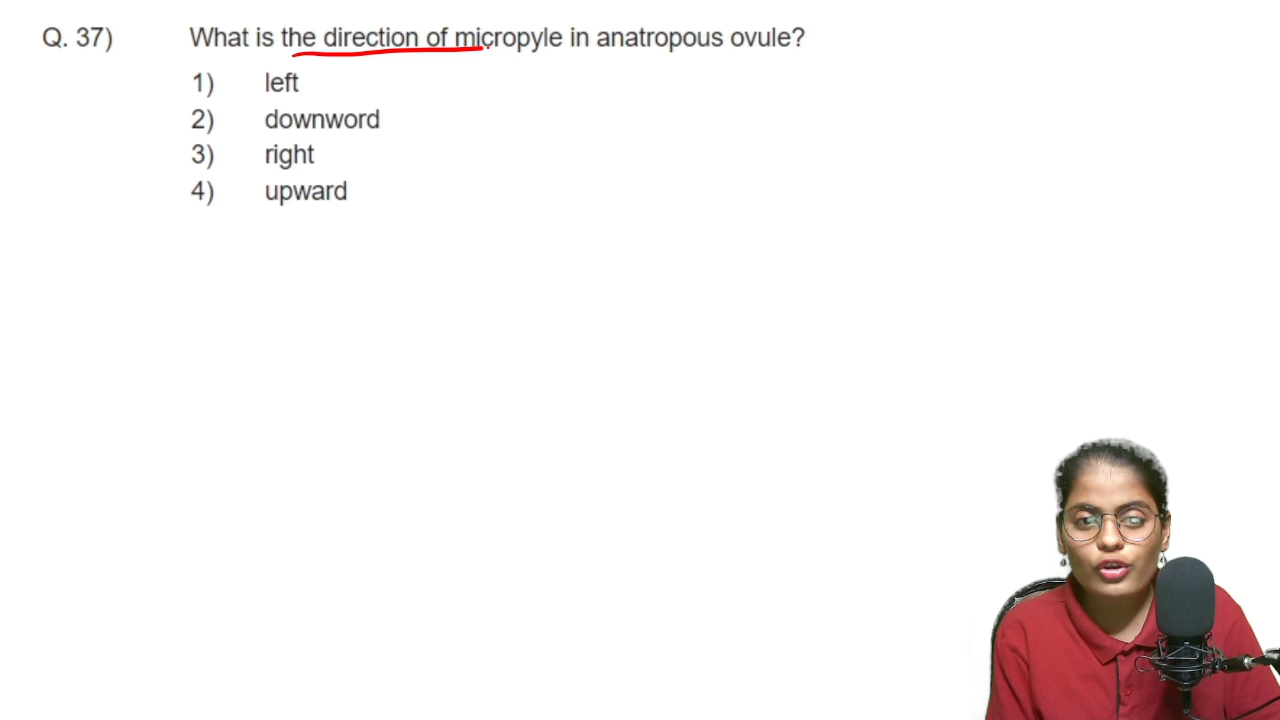 Q. 37) What is the direction of micropyle in anatropous ovule?
1) left
2) downword
3) right
4) upward